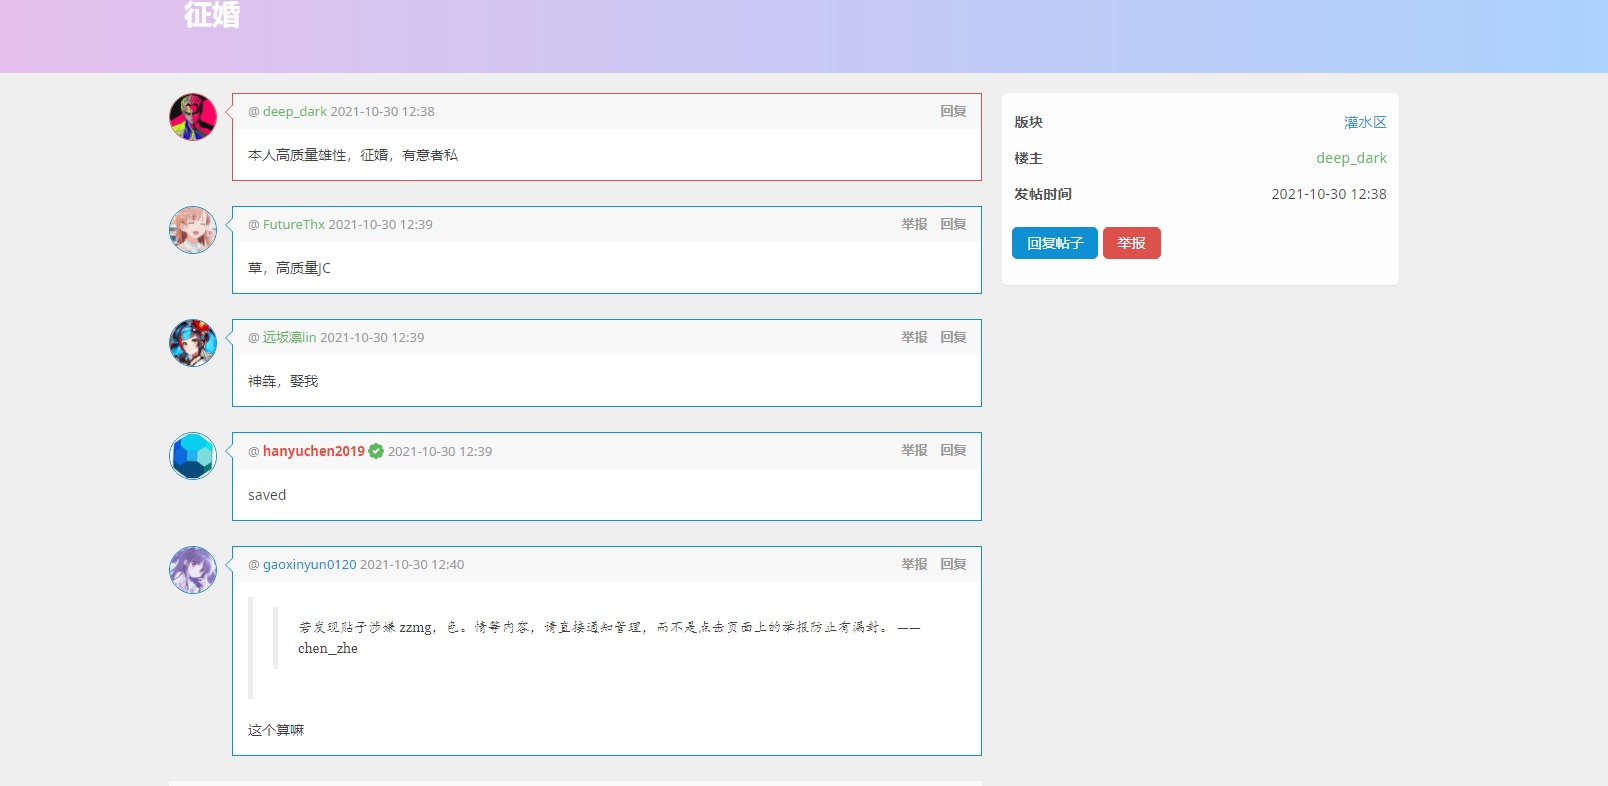 征婚
@ deep_dark 2021-10-30 12:38 回复
本人高质量雄性，征婚，有意者私
@ FutureThx 2021-10-30 12:39 举报 回复
草，高质量JC
@ 远坂凛lin 2021-10-30 12:39 举报 回复
神犇，娶我
@ hanyuchen2019 2021-10-30 12:39 举报 回复
saved
@ gaoxinyun0120 2021-10-30 12:40 举报 回复
若发现贴子涉嫌 zzmg，色。情等内容，请直接通知管理，而不是点击页面上的举报防止有漏封。 ——
chen_zhe
这个算嘛
版块 灌水区
楼主 deep_dark
发帖时间 2021-10-30 12:38
回复帖子 举报